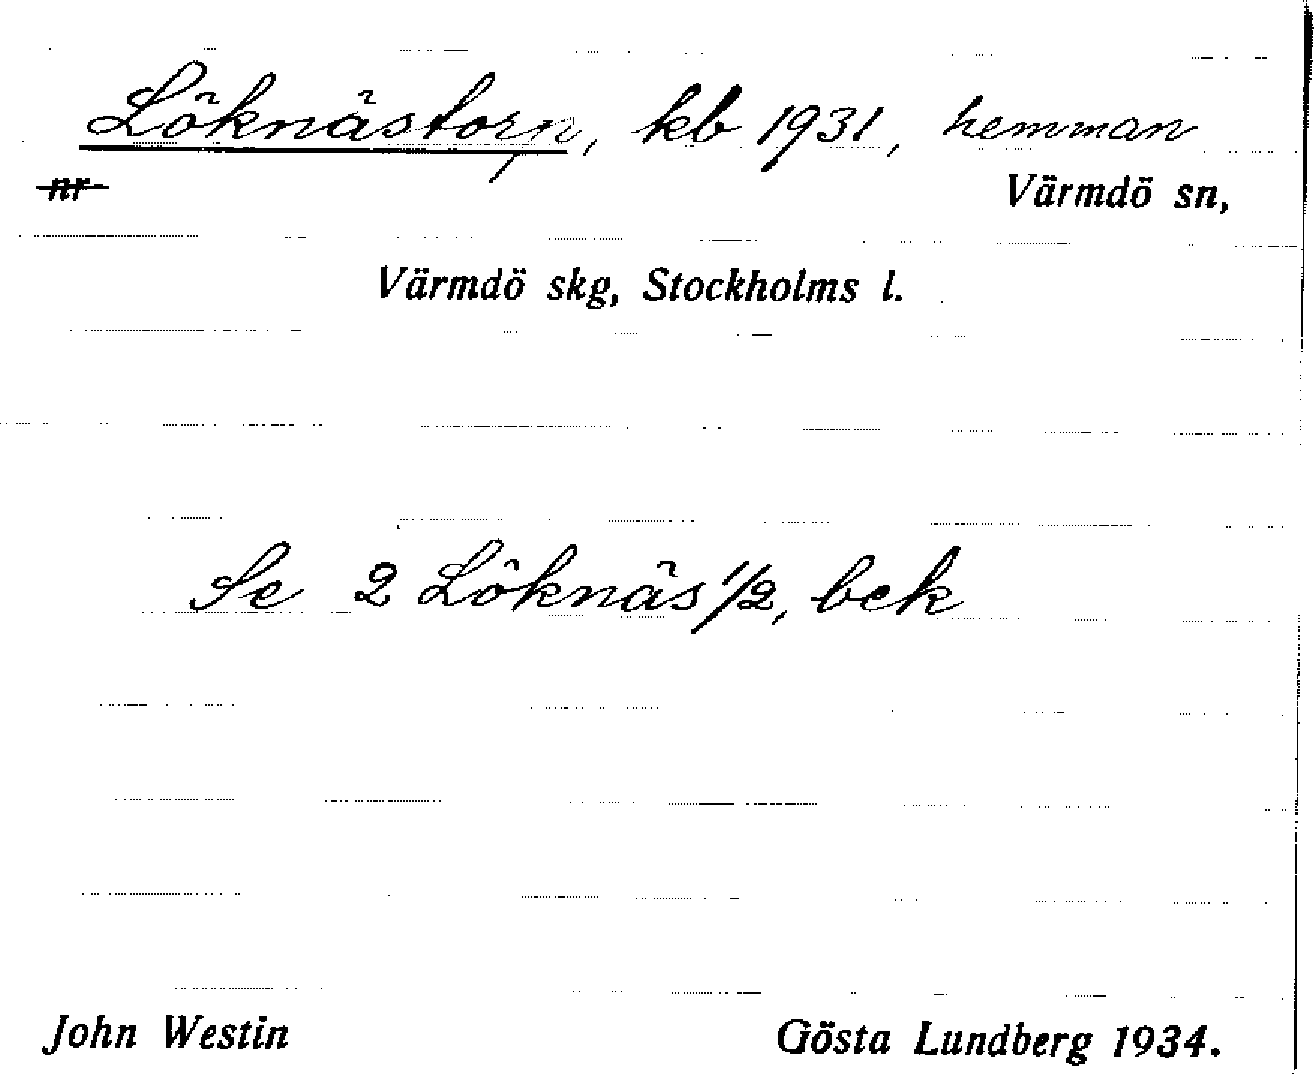 Löknästorp, kb 1931, hemman
nr
Värmdö sn,
Värmdö skg, Stockholms l.
Se 2 Löknäs 1/2, bek
John Westin
Gösta Lundberg 1934.